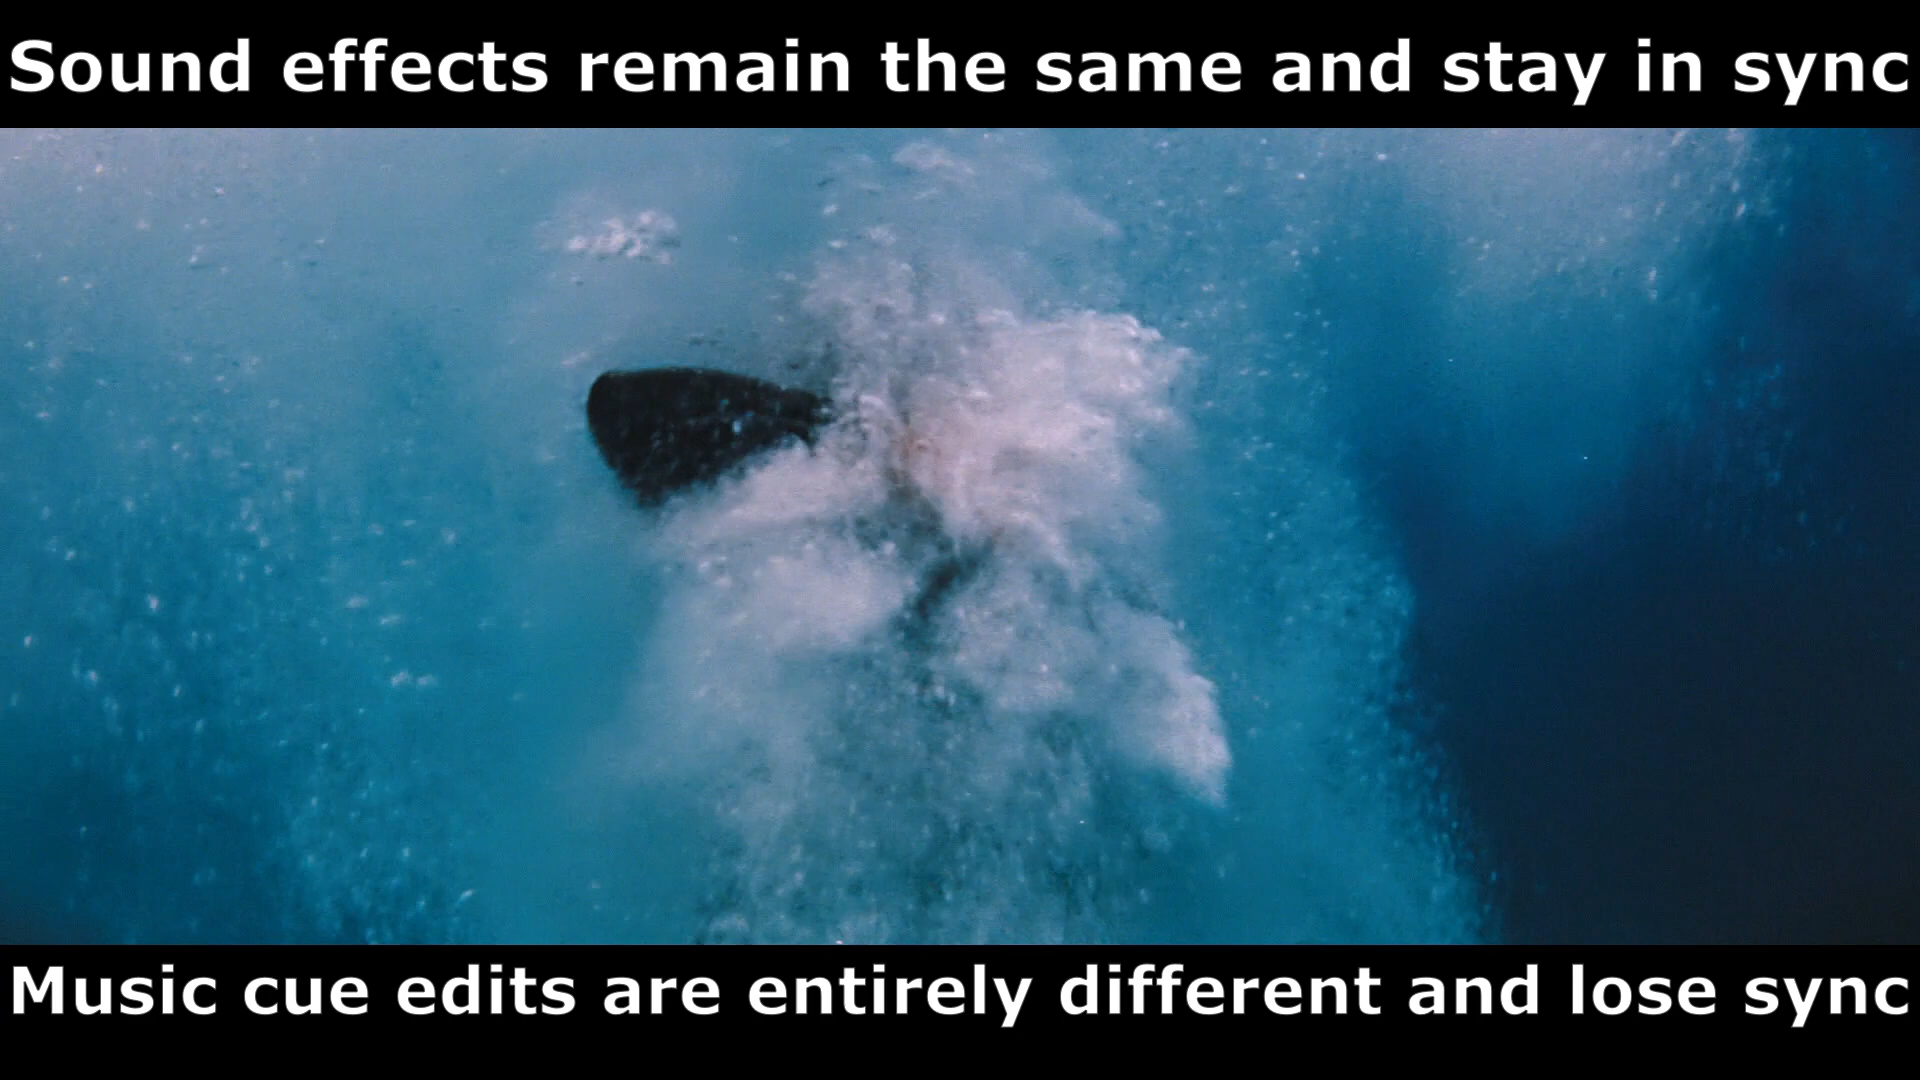 Sound effects remain the same and stay in sync
Music cue edits are entirely different and lose sync